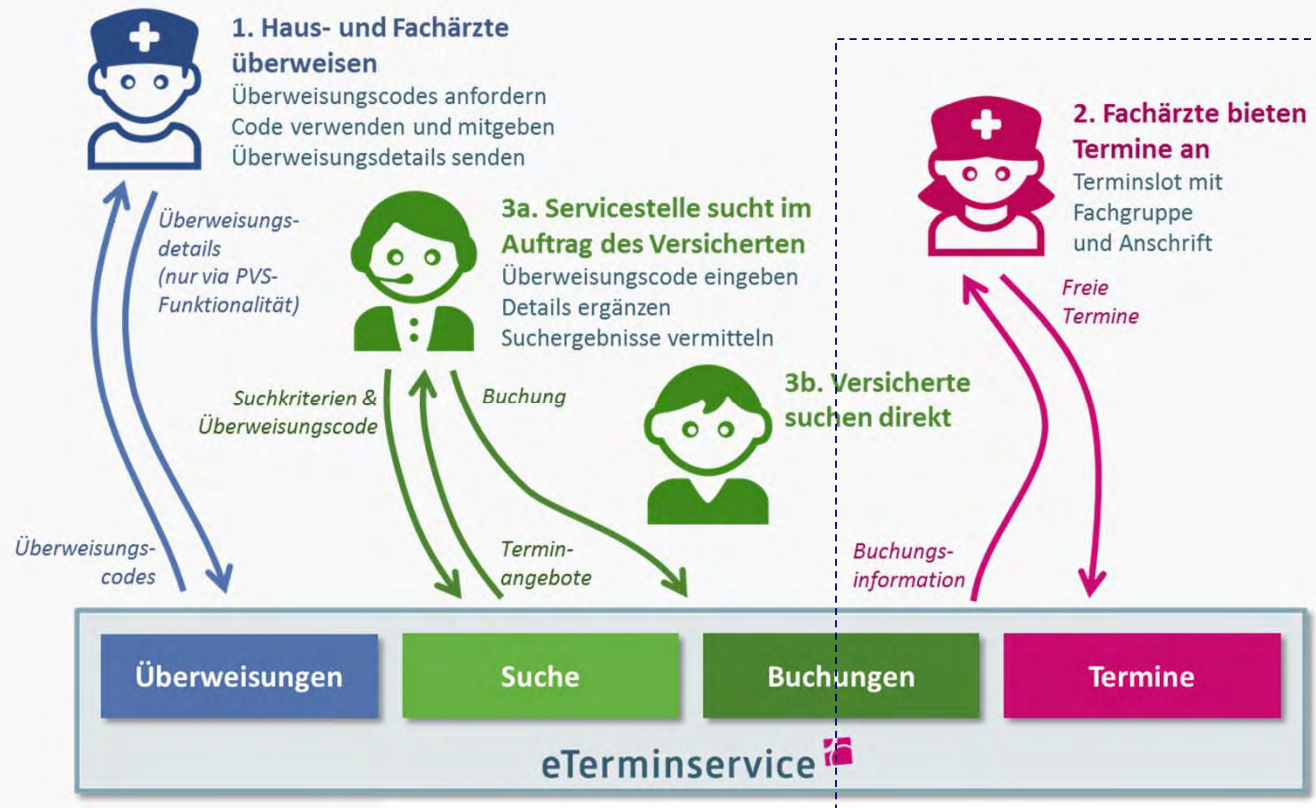 1. Haus- und Fachärzte
überweisen
Überweisungscodes anfordern
Code verwenden und mitgeben
Überweisungsdetails senden
2. Fachärzte bieten
Termine an
Terminslot mit
Fachgruppe
und Anschrift
3a. Servicestelle sucht im
Auftrag des Versicherten
Überweisungscode eingeben
Details ergänzen
Suchergebnisse vermitteln
3b. Versicherte
suchen direkt
Überweisungs-
details
(nur via PVS-
Funktionalität)
Überweisungs-
codes
Suchkriterien &
Überweisungscode
Buchung
Termin-
angebote
Freie
Termine
Buchungs-
information
Überweisungen
Suche
Buchungen
Termine
eTerminservice